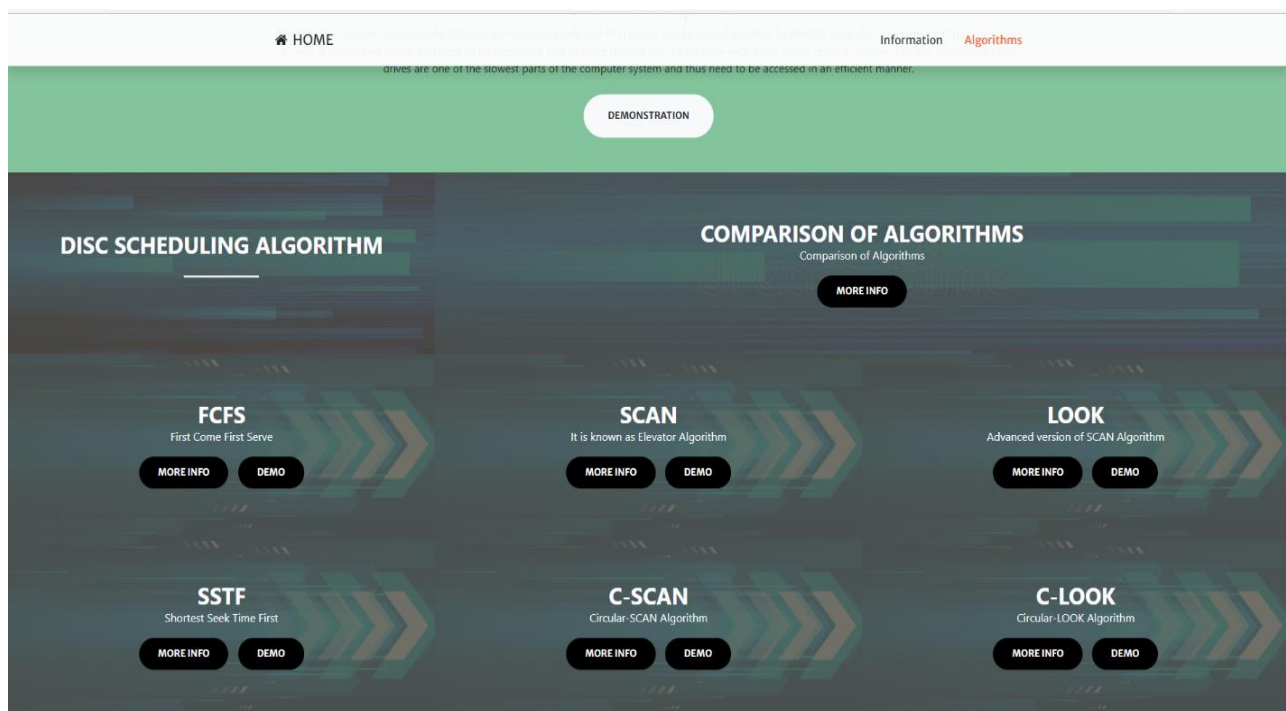 HOME
Information
Algorithms
drives are one of the slowest parts of the computer system and thus need to be accessed in an efficient manner.
DEMONSTRATION
DISC SCHEDULING ALGORITHM
COMPARISON OF ALGORITHMS
Comparison of Algorithms
MORE INFO
FCFS
First Come First Serve
MORE INFO
DEMO
SCAN
It is known as Elevator Algorithm
MORE INFO
DEMO
LOOK
Advanced version of SCAN Algorithm
MORE INFO
DEMO
SSTF
Shortest Seek Time First
MORE INFO
DEMO
C-SCAN
Circular-SCAN Algorithm
MORE INFO
DEMO
C-LOOK
Circular-LOOK Algorithm
MORE INFO
DEMO